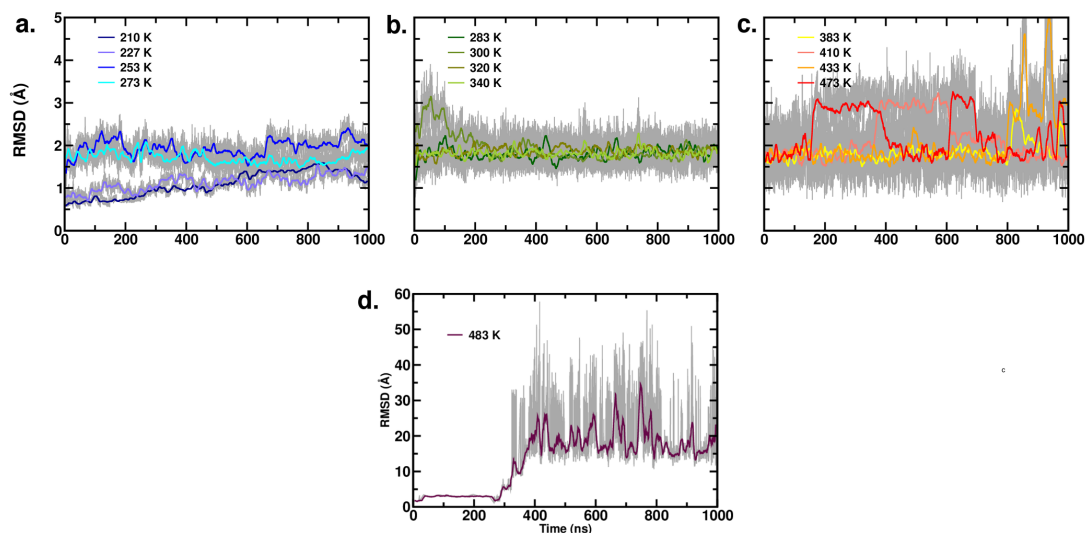 a.
5
4
3
2
1
0
RMSD (Å)
210 K
227 K
253 K
273 K
0 200 400 600 800 1000
b.
283 K
300 K
320 K
340 K
0 200 400 600 800 1000
c.
383 K
410 K
433 K
473 K
0 200 400 600 800 1000
d.
60
50
40
30
20
10
0
RMSD (Å)
483 K
0 200 400 600 800 1000
Time (ns)
c